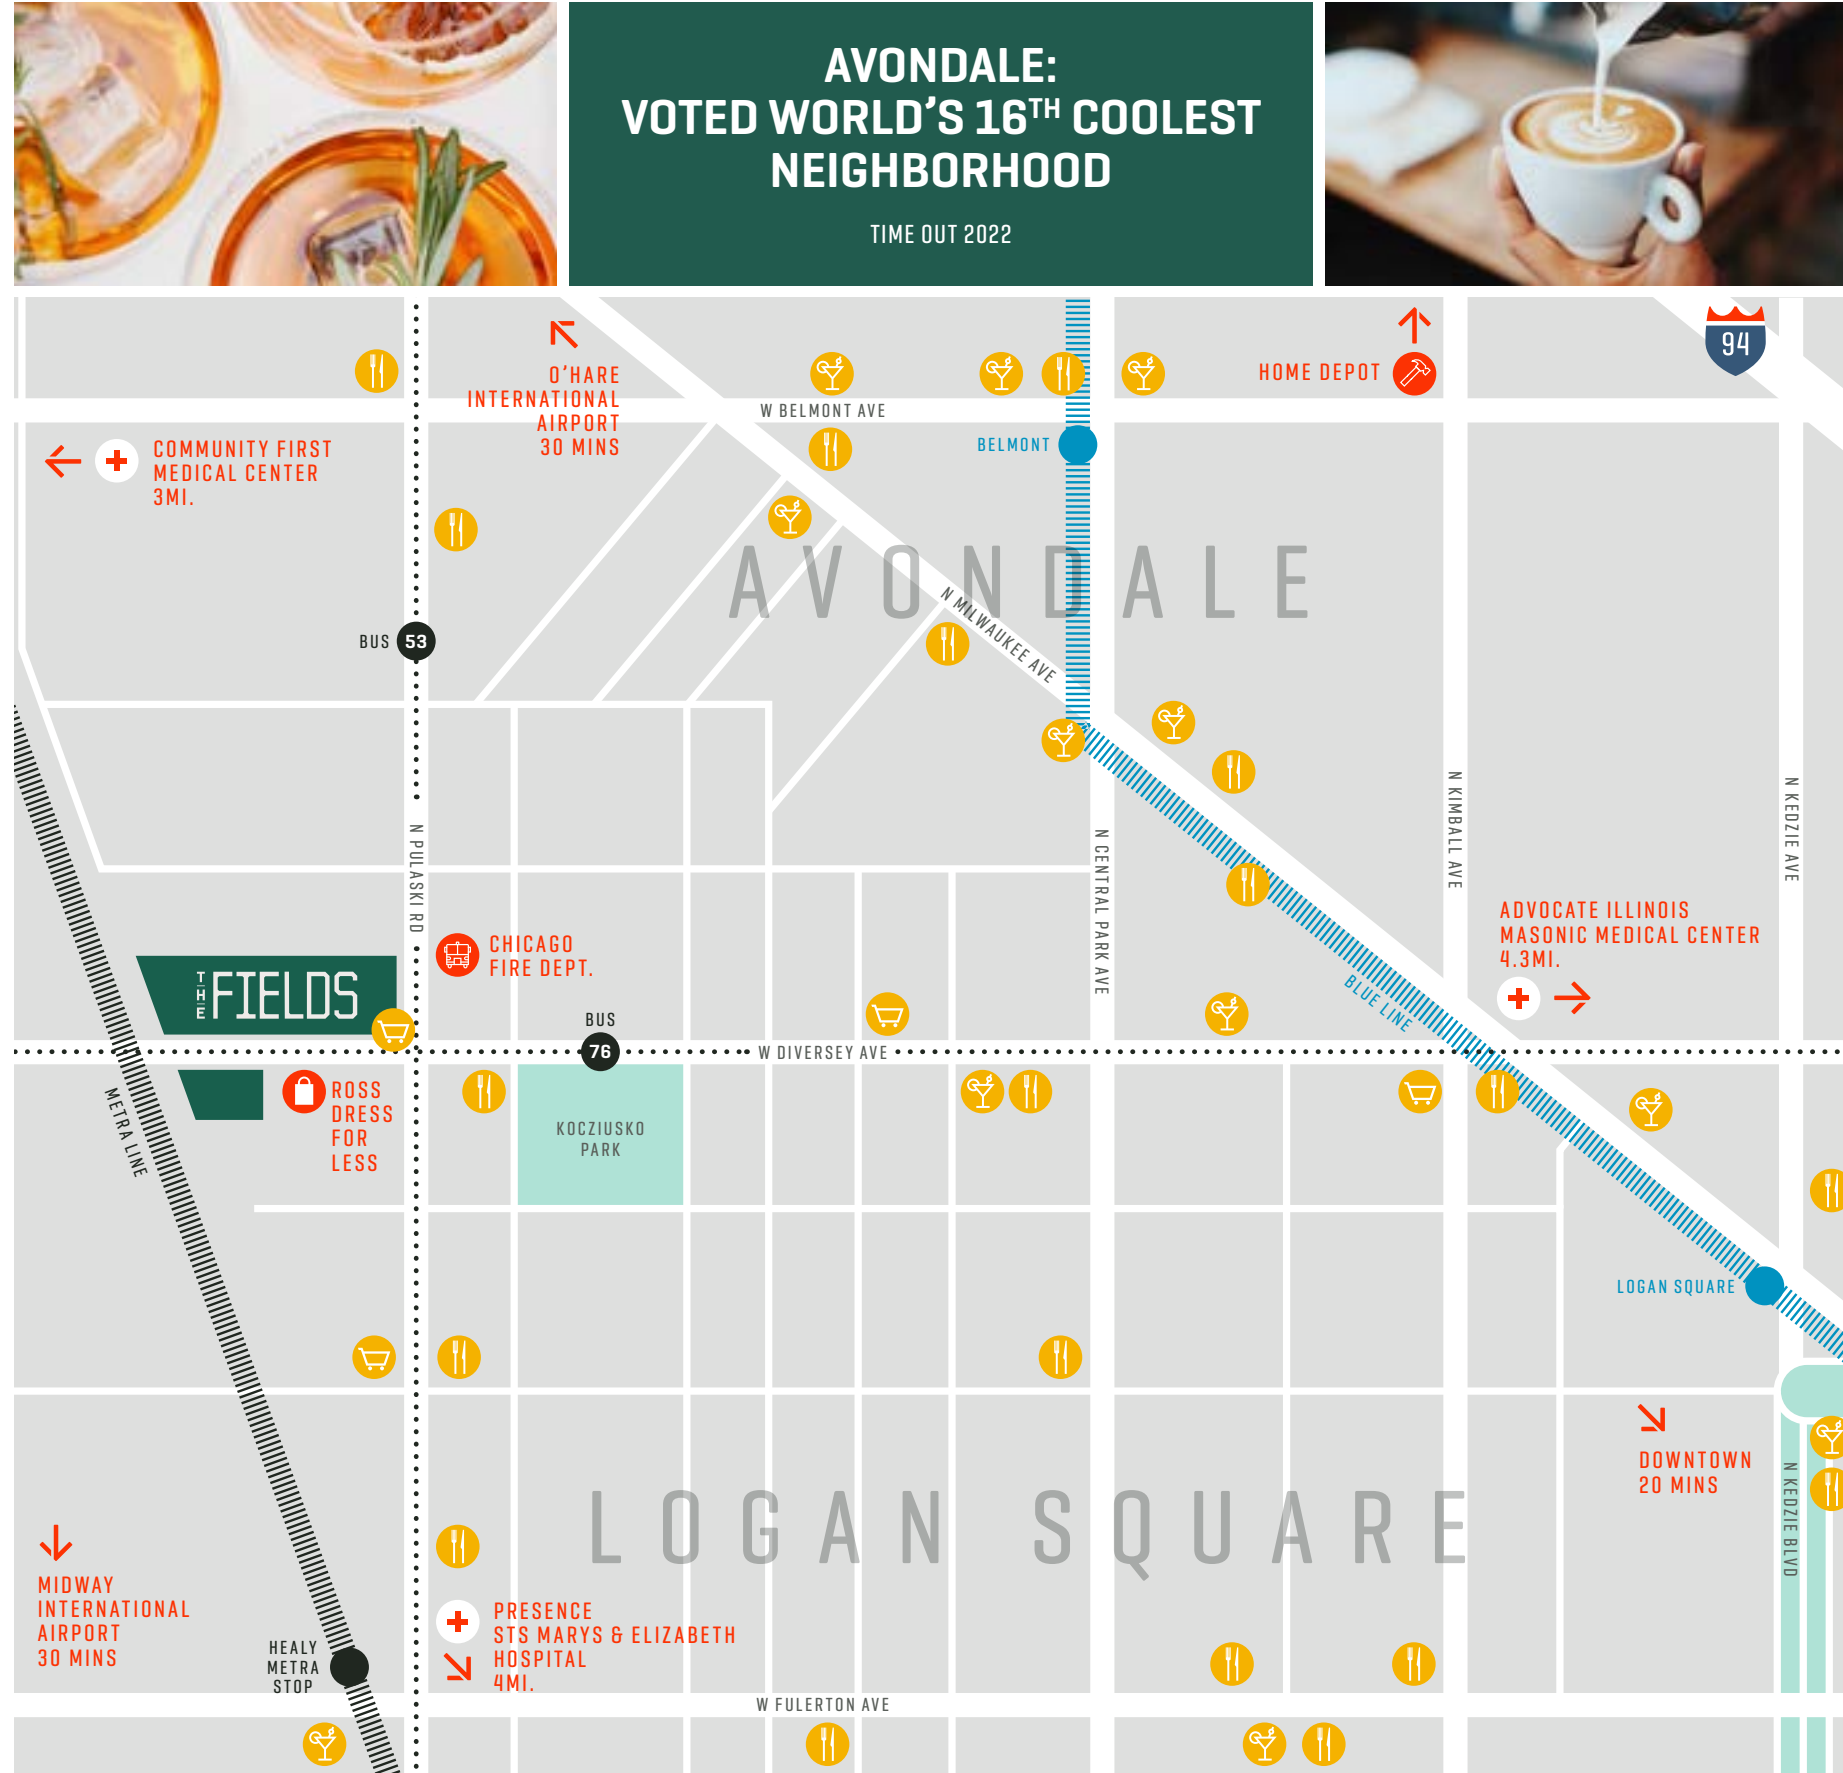 AVONDALE:
VOTED WORLD'S 16TH COOLEST
NEIGHBORHOOD
TIME OUT 2022
94
O'HARE
INTERNATIONAL
AIRPORT
30 MINS
HOME DEPOT
W BELMONT AVE
BELMONT
COMMUNITY FIRST
MEDICAL CENTER
3MI.
AVONDALE
N MILWAUKEE AVE
BUS 53
N PULASKI RD
N CENTRAL PARK AVE
N KIMBALL AVE
N KEDZIE AVE
ADVOCATE ILLINOIS
MASONIC MEDICAL CENTER
4.3MI.
CHICAGO
FIRE DEPT.
THE FIELDS
BLUE LINE
BUS
76
W DIVERSEY AVE
METRA LINE
ROSS
DRESS
FOR
LESS
KOCZIUSKO
PARK
LOGAN SQUARE
DOWNTOWN
20 MINS
N KEDZIE BLVD
LOGAN SQUARE
MIDWAY
INTERNATIONAL
AIRPORT
30 MINS
HEALY
METRA
STOP
PRESENCE
STS MARYS & ELIZABETH
HOSPITAL
4MI.
W FULERTON AVE